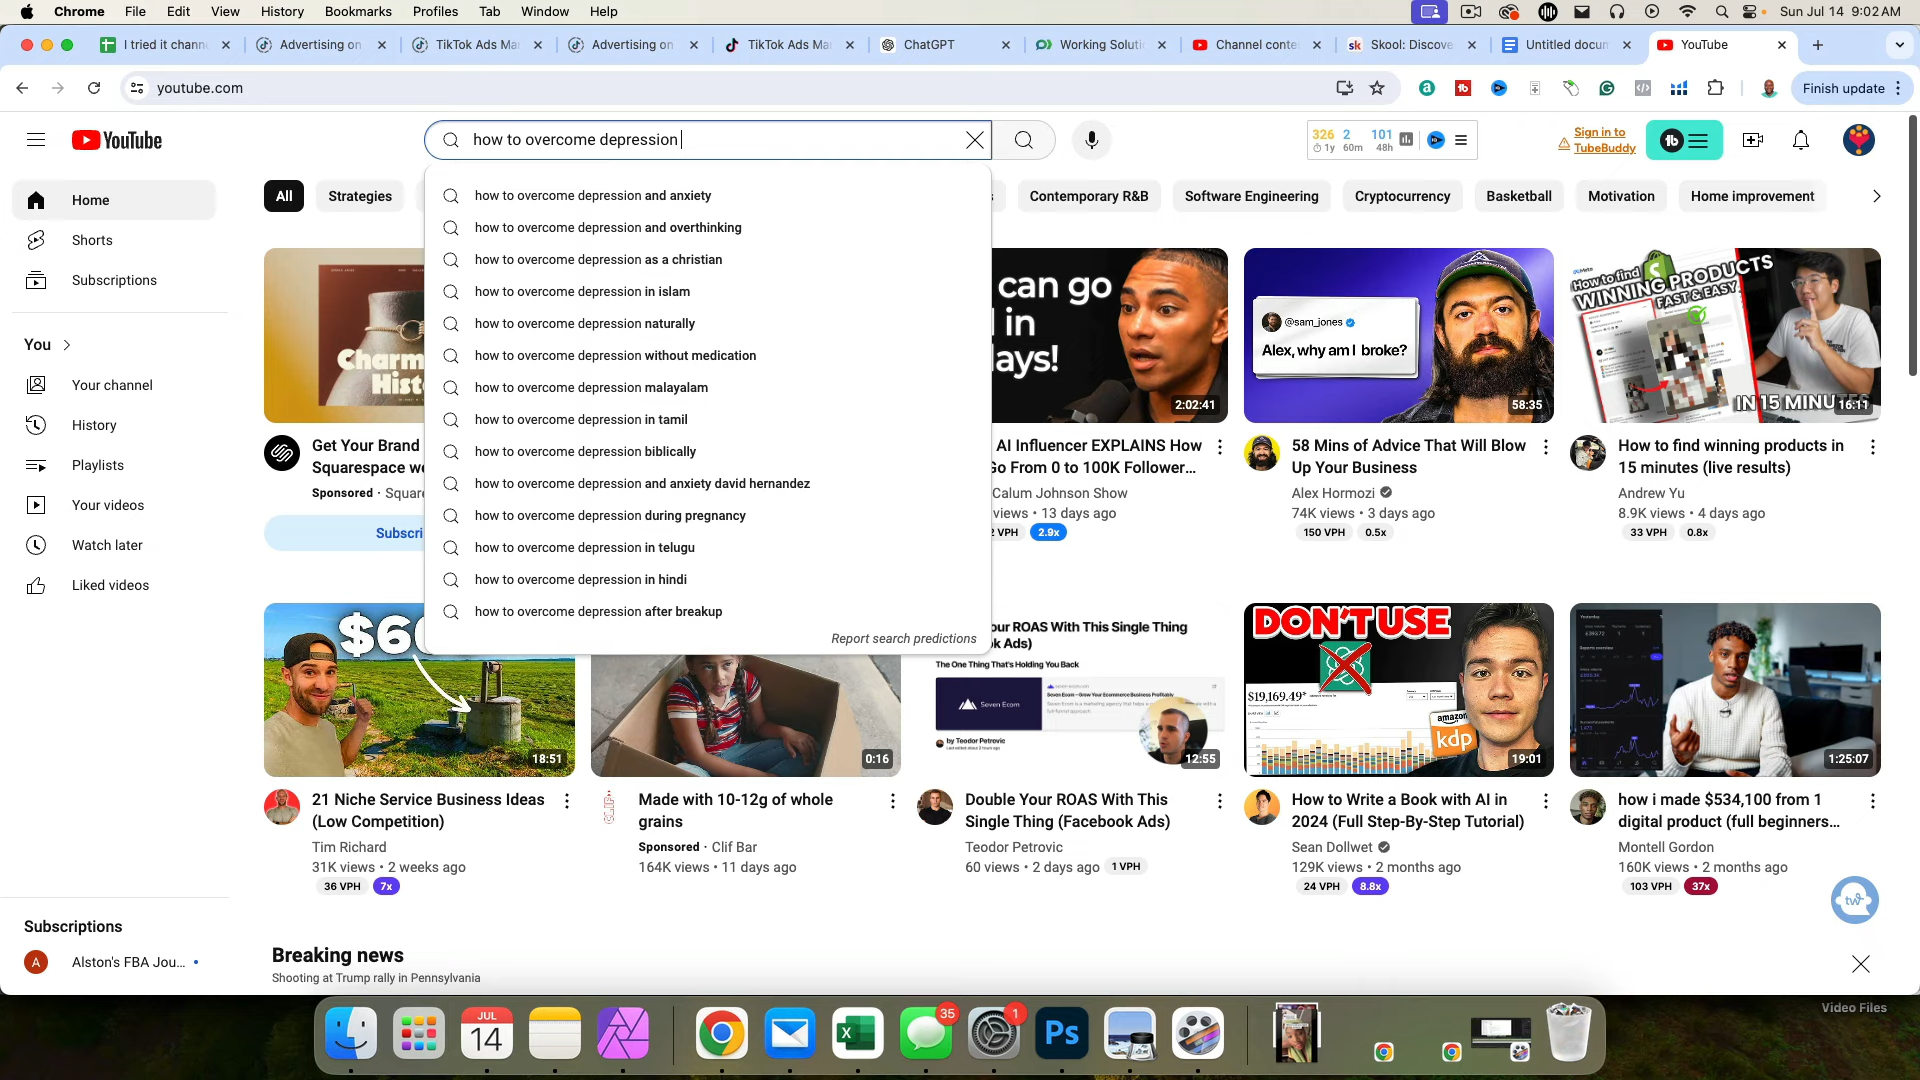 Chrome File Edit View History Bookmarks Profiles Tab Window Help
Sun Jul 14 9:02 AM
I tried it chann
Advertising on
TikTok Ads Ma
Advertising on
TikTok Ads Ma
ChatGPT
Working Soluti
Channel conte
Skool: Discove
Untitled docun
YouTube
youtube.com
Finish update
YouTube
how to overcome depression
326 2 101
1y 60m 48h
Sign in to
TubeBuddy
Home
Shorts
Subscriptions
You
Your channel
History
Playlists
Your videos
Watch later
Liked videos
Subscriptions
Alston's FBA Jou...
All
Strategies
Contemporary R&B
Software Engineering
Cryptocurrency
Basketball
Motivation
Home improvement
how to overcome depression and anxiety
how to overcome depression and overthinking
how to overcome depression as a christian
how to overcome depression in islam
how to overcome depression naturally
how to overcome depression without medication
how to overcome depression malayalam
how to overcome depression in tamil
how to overcome depression biblically
how to overcome depression and anxiety david hernandez
how to overcome depression during pregnancy
how to overcome depression in telugu
how to overcome depression in hindi
how to overcome depression after breakup
Report search predictions
Charm
Hist
Get Your Brand
Squarespace we
Sponsored · Square
Subscri
can go
in
ays!
2:02:41
AI Influencer EXPLAINS How
Go From 0 to 100K Follower...
Calum Johnson Show
views • 13 days ago
VPH 2.9x
@sam_jones
Alex, why am I broke?
58:35
58 Mins of Advice That Will Blow
Up Your Business
Alex Hormozi
74K views • 3 days ago
150 VPH 0.5x
How to find
WINNING PRODUCTS
FAST & EASY
IN 15 MINUTES
16:11
How to find winning products in
15 minutes (live results)
Andrew Yu
8.9K views • 4 days ago
33 VPH 0.8x
$60
18:51
21 Niche Service Business Ideas
(Low Competition)
Tim Richard
31K views • 2 weeks ago
36 VPH 7x
0:16
Made with 10-12g of whole
grains
Sponsored · Clif Bar
164K views • 11 days ago
our ROAS With This Single Thing
k Ads)
The One Thing That's Holding You Back
Seven Ecom
Seven Ecom – Grow Your Ecommerce Business Profitably
by Teodor Petrovic
12:55
Double Your ROAS With This
Single Thing (Facebook Ads)
Teodor Petrovic
60 views • 2 days ago 1 VPH
DON'T USE
$19,169.49*
amazon
kdp
19:01
How to Write a Book with AI in
2024 (Full Step-By-Step Tutorial)
Sean Dollwet
129K views • 2 months ago
24 VPH 8.8x
1:25:07
how i made $534,100 from 1
digital product (full beginners...
Montell Gordon
160K views • 2 months ago
103 VPH 37x
Breaking news
Shooting at Trump rally in Pennsylvania
Video Files
JUL
14
35
1
Ps